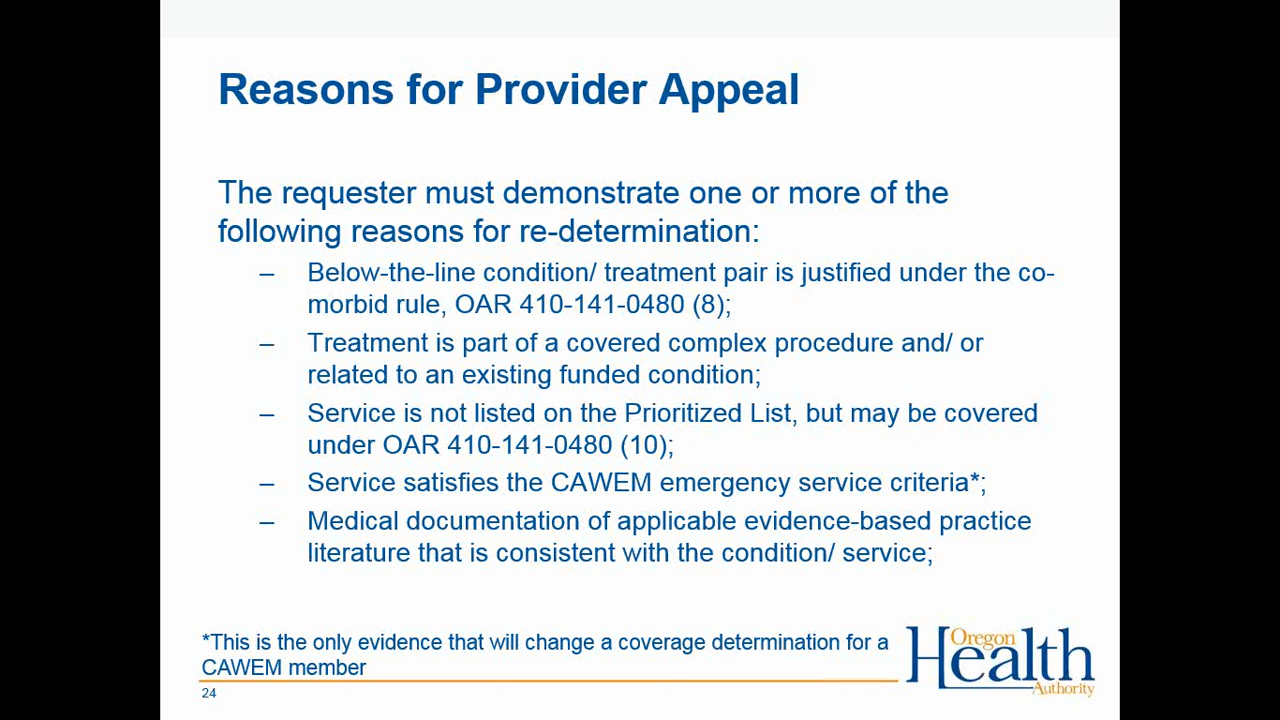 Reasons for Provider Appeal
The requester must demonstrate one or more of the
following reasons for re-determination:
– Below-the-line condition/ treatment pair is justified under the co-
morbid rule, OAR 410-141-0480 (8);
– Treatment is part of a covered complex procedure and/ or
related to an existing funded condition;
– Service is not listed on the Prioritized List, but may be covered
under OAR 410-141-0480 (10);
– Service satisfies the CAWEM emergency service criteria*;
– Medical documentation of applicable evidence-based practice
literature that is consistent with the condition/ service;
*This is the only evidence that will change a coverage determination for a
CAWEM member
24
Oregon
Health
Authority